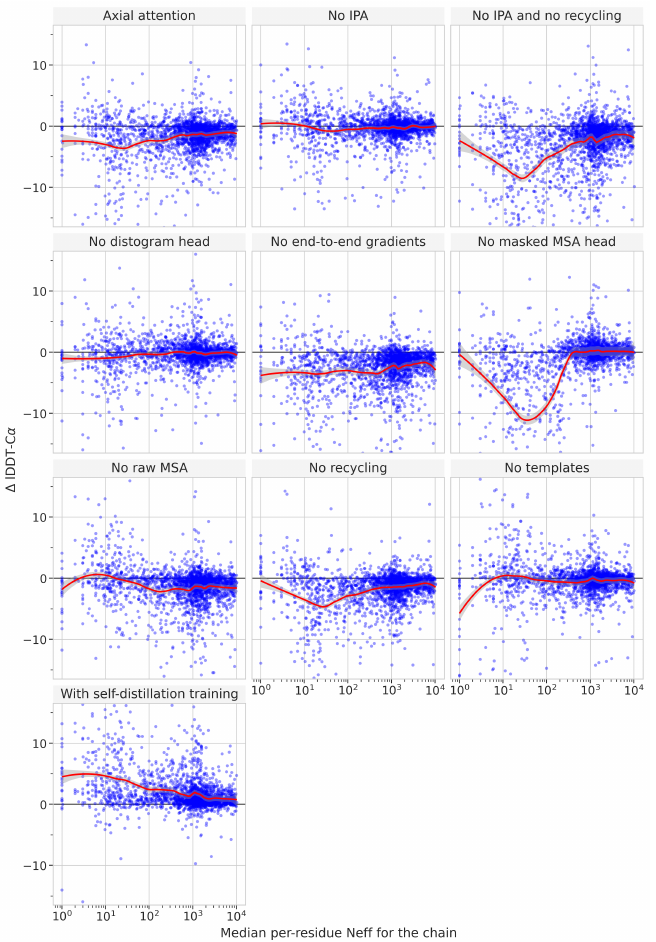 Axial attention No IPA No IPA and no recycling
10
0
−10
No distogram head No end-to-end gradients No masked MSA head
10
0
−10
Δ lDDT-Cα
No raw MSA No recycling No templates
10
0
−10
10⁰ 10¹ 10² 10³ 10⁴ 10⁰ 10¹ 10² 10³ 10⁴
With self-distillation training
10
0
−10
10⁰ 10¹ 10² 10³ 10⁴
Median per-residue Neff for the chain